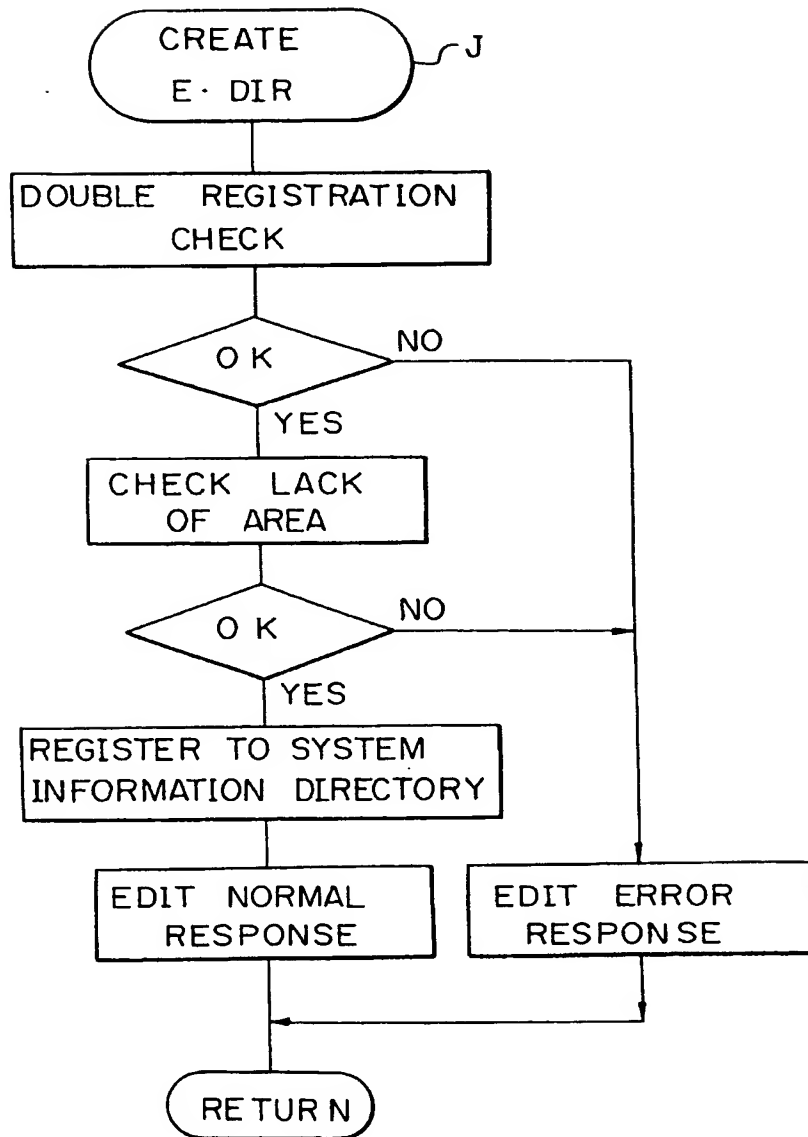 CREATE
E·DIR
J
DOUBLE REGISTRATION
CHECK
OK
NO
YES
CHECK LACK
OF AREA
OK
NO
YES
REGISTER TO SYSTEM
INFORMATION DIRECTORY
EDIT NORMAL
RESPONSE
EDIT ERROR
RESPONSE
RETURN